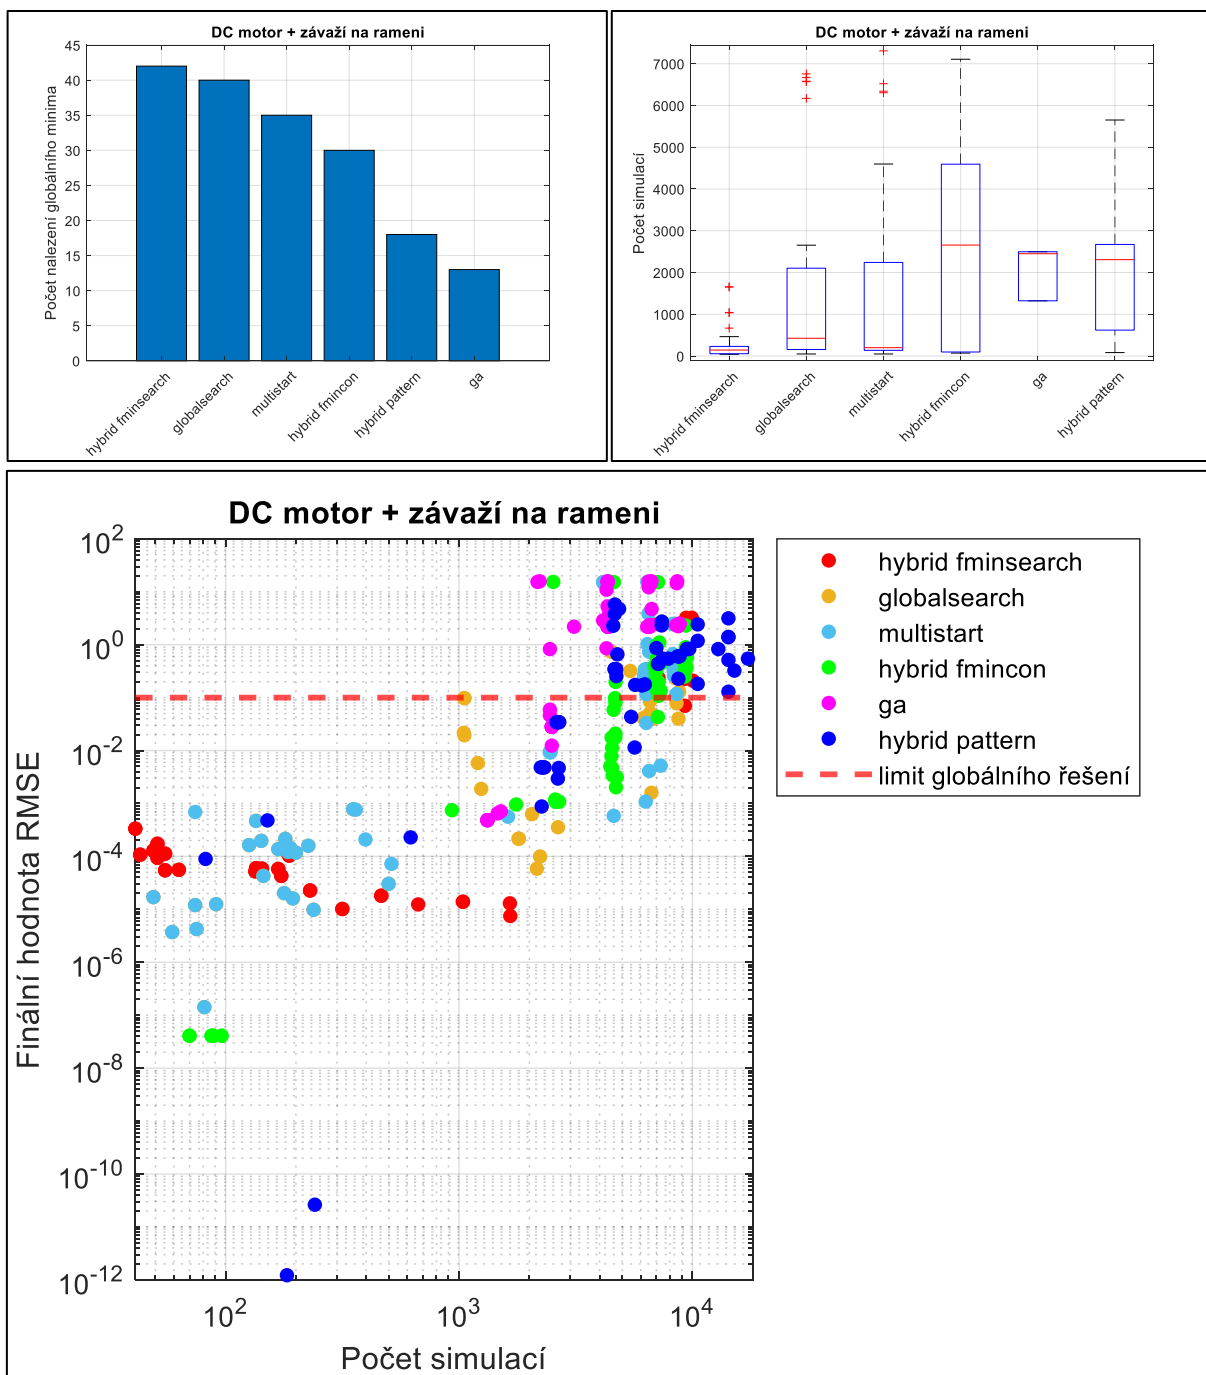 DC motor + závaží na rameni
Počet nalezení globálního minima
45
40
35
30
25
20
15
10
5
0
hybrid fminsearch
globalsearch
multistart
hybrid fmincon
hybrid pattern
ga
DC motor + závaží na rameni
Počet simulací
7000
6000
5000
4000
3000
2000
1000
0
hybrid fminsearch
globalsearch
multistart
hybrid fmincon
ga
hybrid pattern
DC motor + závaží na rameni
Finální hodnota RMSE
10^2
10^0
10^-2
10^-4
10^-6
10^-8
10^-10
10^-12
10^2
10^3
10^4
Počet simulací
hybrid fminsearch
globalsearch
multistart
hybrid fmincon
ga
hybrid pattern
limit globálního řešení